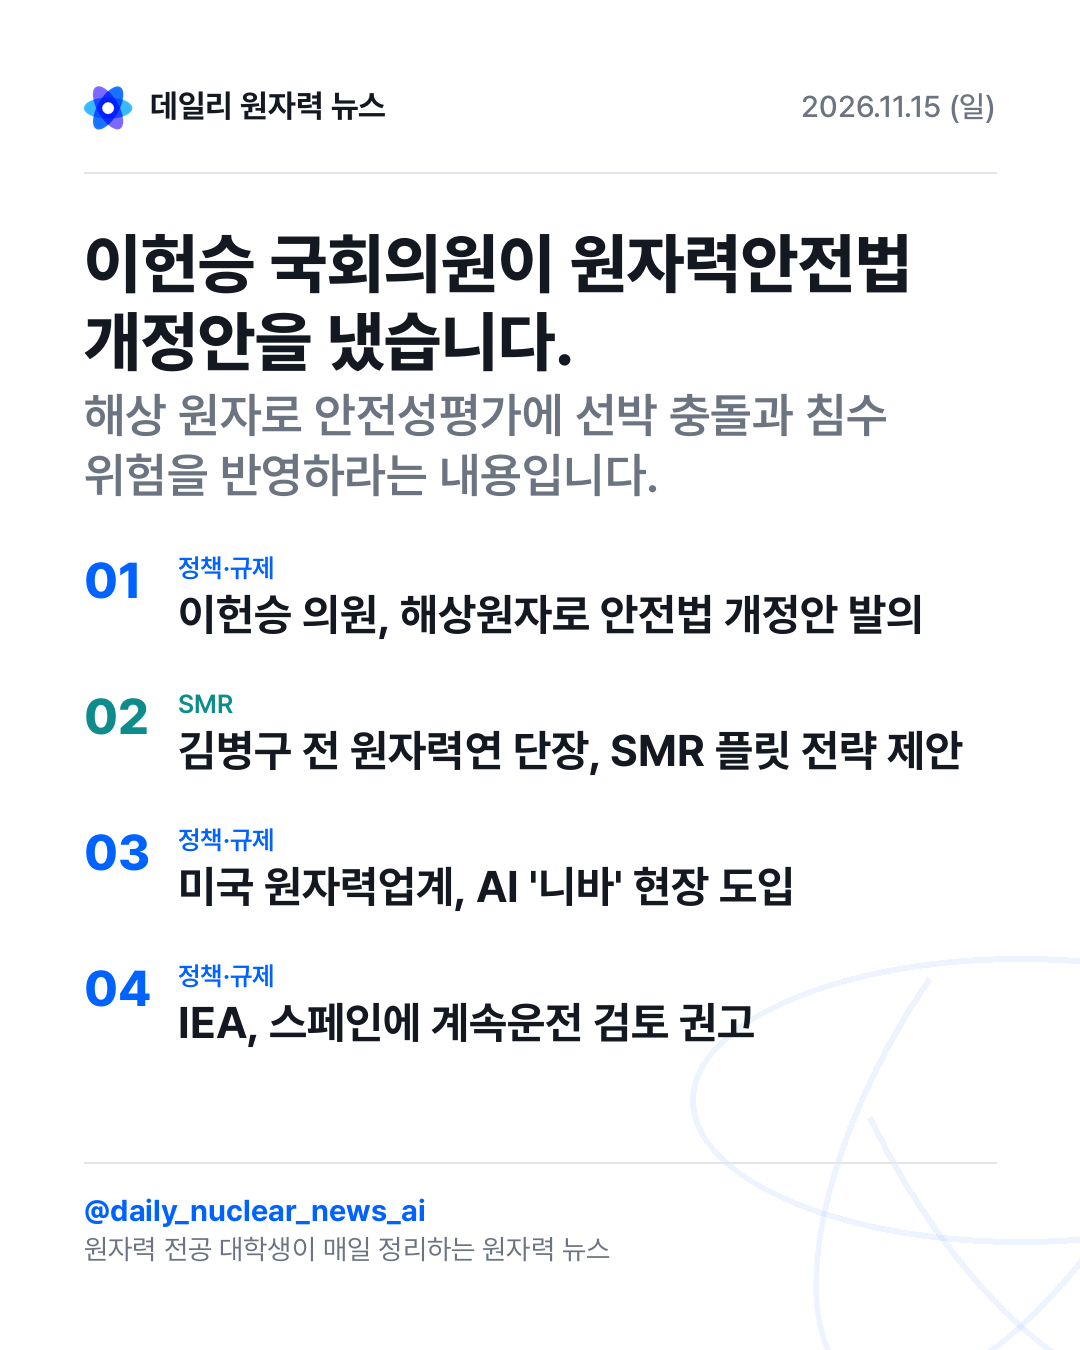 데일리 원자력 뉴스
2026.11.15 (일)
이헌승 국회의원이 원자력안전법
개정안을 냈습니다.
해상 원자로 안전성평가에 선박 충돌과 침수
위험을 반영하라는 내용입니다.
01
정책·규제
이헌승 의원, 해상원자로 안전법 개정안 발의
02
SMR
김병구 전 원자력연 단장, SMR 플릿 전략 제안
03
정책·규제
미국 원자력업계, AI '니바' 현장 도입
04
정책·규제
IEA, 스페인에 계속운전 검토 권고
@daily_nuclear_news_ai
원자력 전공 대학생이 매일 정리하는 원자력 뉴스